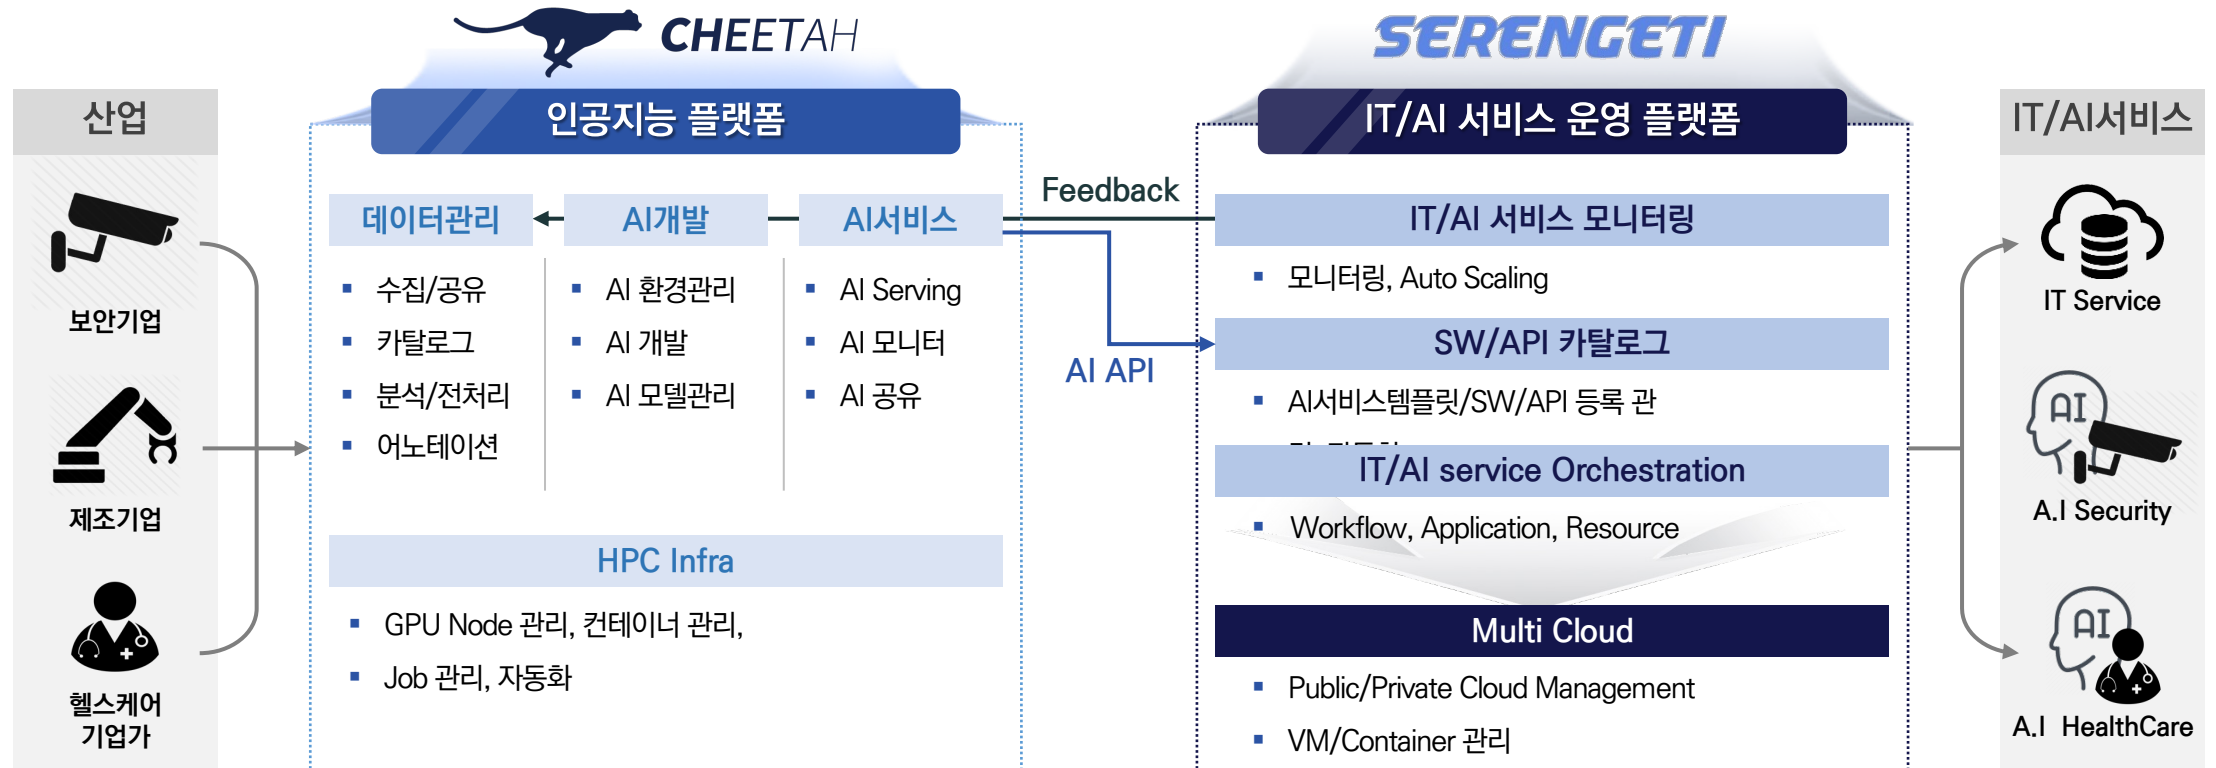 CHEETAH
SERENGETI
산업
인공지능 플랫폼
IT/AI 서비스 운영 플랫폼
IT/AI서비스
보안기업
제조기업
헬스케어
기업가
데이터관리
수집/공유
카탈로그
분석/전처리
어노테이션
AI개발
AI 환경관리
AI 개발
AI 모델관리
AI서비스
AI Serving
AI 모니터
AI 공유
HPC Infra
GPU Node 관리, 컨테이너 관리,
Job 관리, 자동화
Feedback
AI API
IT/AI 서비스 모니터링
모니터링, Auto Scaling
SW/API 카탈로그
AI서비스템플릿/SW/API 등록 관
IT/AI service Orchestration
Workflow, Application, Resource
Multi Cloud
Public/Private Cloud Management
VM/Container 관리
IT Service
AI
A.I Security
AI
A.I HealthCare